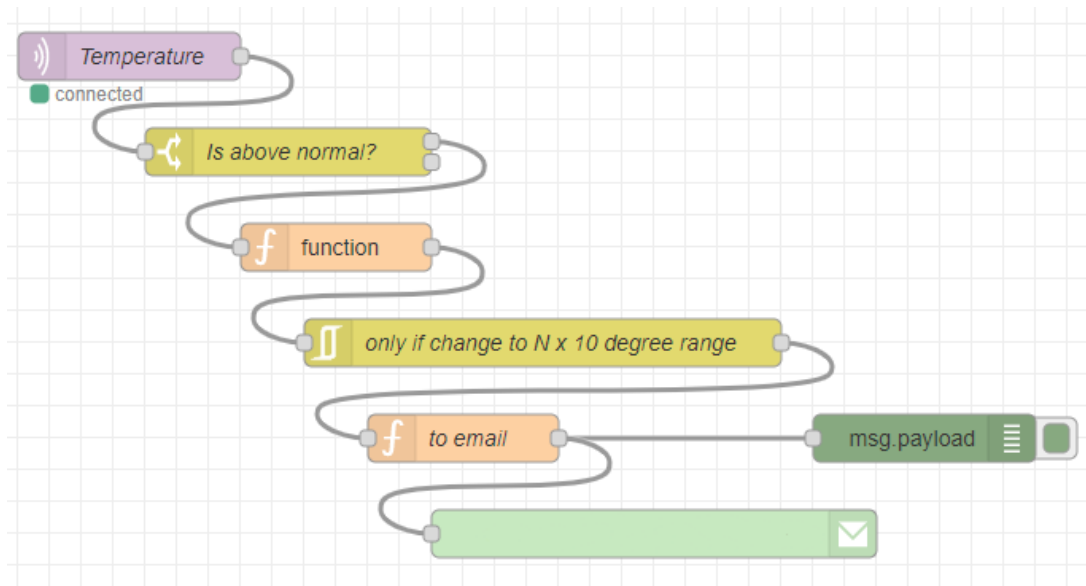 Temperature
connected
Is above normal?
function
only if change to N x 10 degree range
to email
msg.payload